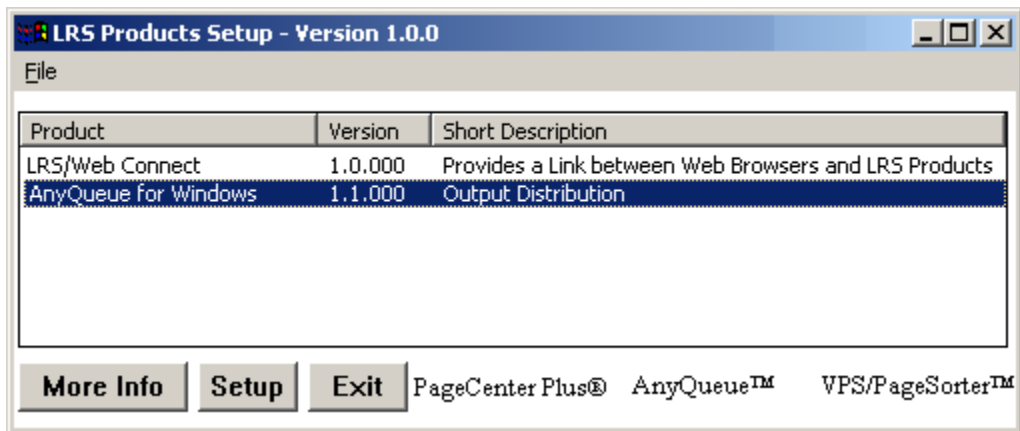 LRS Products Setup - Version 1.0.0
File
Product Version Short Description
LRS/Web Connect 1.0.000 Provides a Link between Web Browsers and LRS Products
AnyQueue for Windows 1.1.000 Output Distribution
More Info Setup Exit PageCenter Plus® AnyQueue™ VPS/PageSorter™